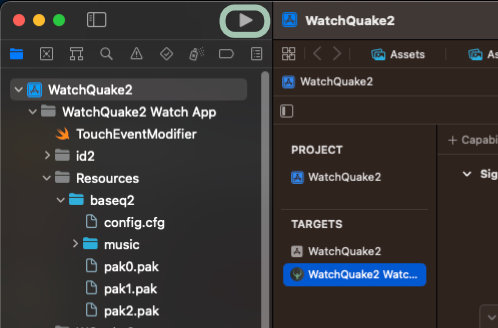 WatchQuake2
Assets
As
WatchQuake2
WatchQuake2
WatchQuake2 Watch App
TouchEventModifier
id2
Resources
baseq2
config.cfg
music
pak0.pak
pak1.pak
pak2.pak
+ Capabi
PROJECT
Sig
WatchQuake2
TARGETS
WatchQuake2
WatchQuake2 Watc...